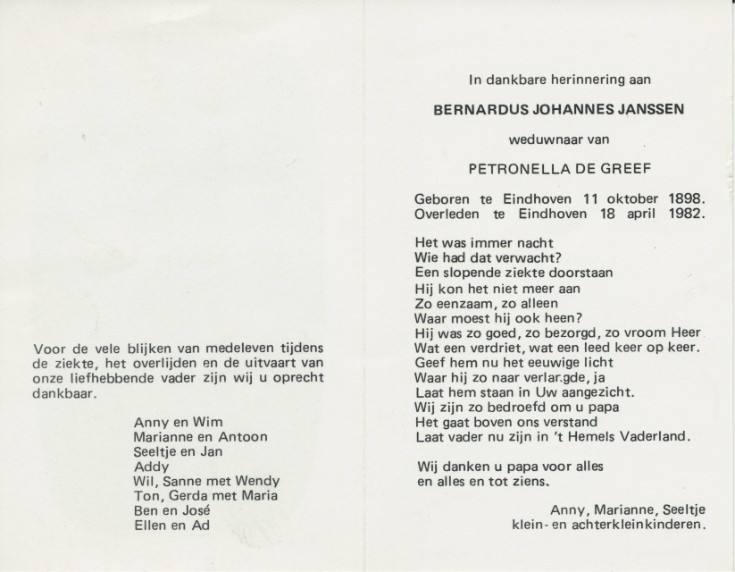 Voor de vele blijken van medeleven tijdens
de ziekte, het overlijden en de uitvaart van
onze liefhebbende vader zijn wij u oprecht
dankbaar.
Anny en Wim
Marianne en Antoon
Seeltje en Jan
Addy
Wil, Sanne met Wendy
Ton, Gerda met Maria
Ben en José
Ellen en Ad
In dankbare herinnering aan
BERNARDUS JOHANNES JANSSEN
weduwnaar van
PETRONELLA DE GREEF
Geboren te Eindhoven 11 oktober 1898.
Overleden te Eindhoven 18 april 1982.
Het was immer nacht
Wie had dat verwacht?
Een slopende ziekte doorstaan
Hij kon het niet meer aan
Zo eenzaam, zo alleen
Waar moest hij ook heen?
Hij was zo goed, zo bezorgd, zo vroom Heer
Wat een verdriet, wat een leed keer op keer.
Geef hem nu het eeuwige licht
Waar hij zo naar verlar.gde, ja
Laat hem staan in Uw aangezicht.
Wij zijn zo bedroefd om u papa
Het gaat boven ons verstand
Laat vader nu zijn in 't Hemels Vaderland.
Wij danken u papa voor alles
en alles en tot ziens.
Anny, Marianne, Seeltje
klein- en achterkleinkinderen.